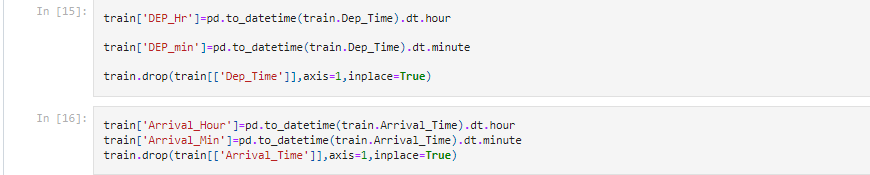 In [15]:
train['DEP_Hr']=pd.to_datetime(train.Dep_Time).dt.hour
train['DEP_min']=pd.to_datetime(train.Dep_Time).dt.minute
train.drop(train[['Dep_Time']],axis=1,inplace=True)
In [16]:
train['Arrival_Hour']=pd.to_datetime(train.Arrival_Time).dt.hour
train['Arrival_Min']=pd.to_datetime(train.Arrival_Time).dt.minute
train.drop(train[['Arrival_Time']],axis=1,inplace=True)